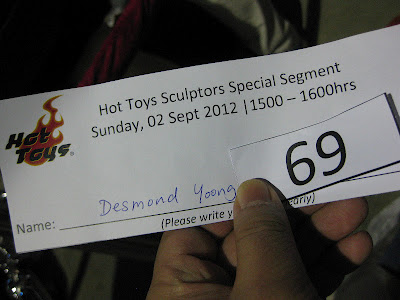 Hot Toys Sculptors Special Segment
Sunday, 02 Sept 2012 | 1500 – 1600hrs
Hot
Toys®
69
Desmond Yoong
Name:
(Please write clearly)